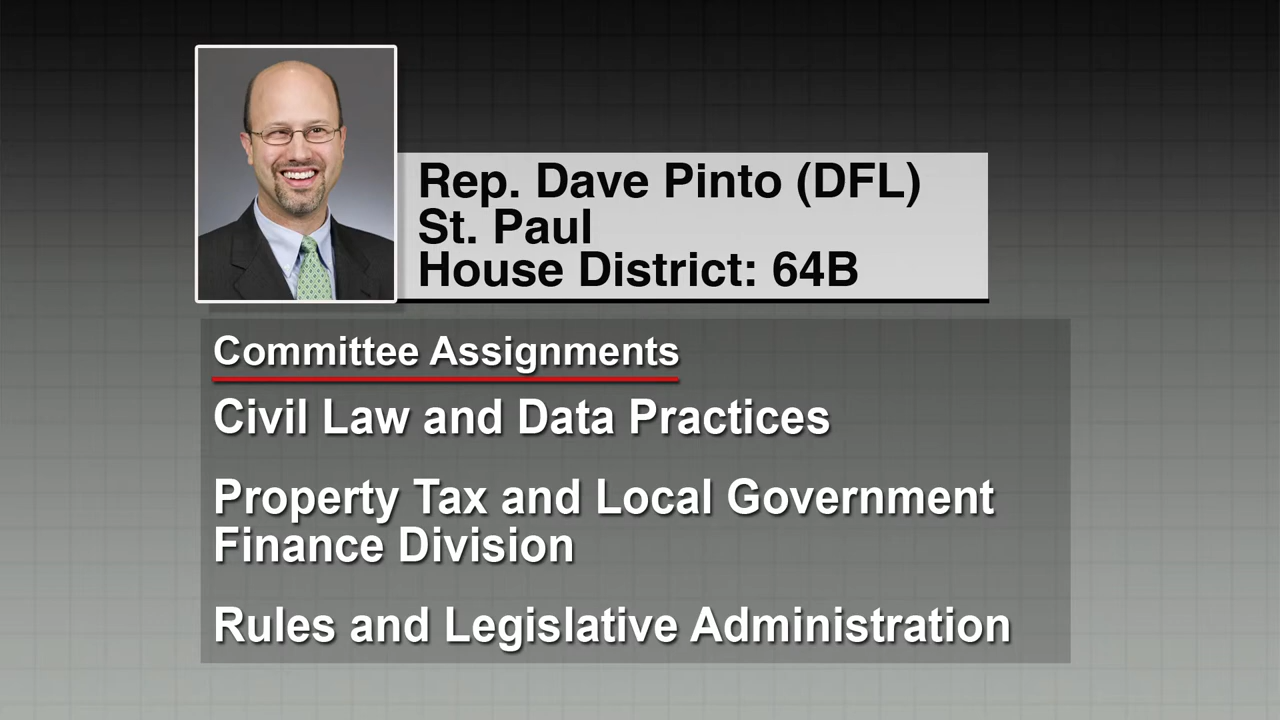 Rep. Dave Pinto (DFL)
St. Paul
House District: 64B
Committee Assignments
Civil Law and Data Practices
Property Tax and Local Government
Finance Division
Rules and Legislative Administration